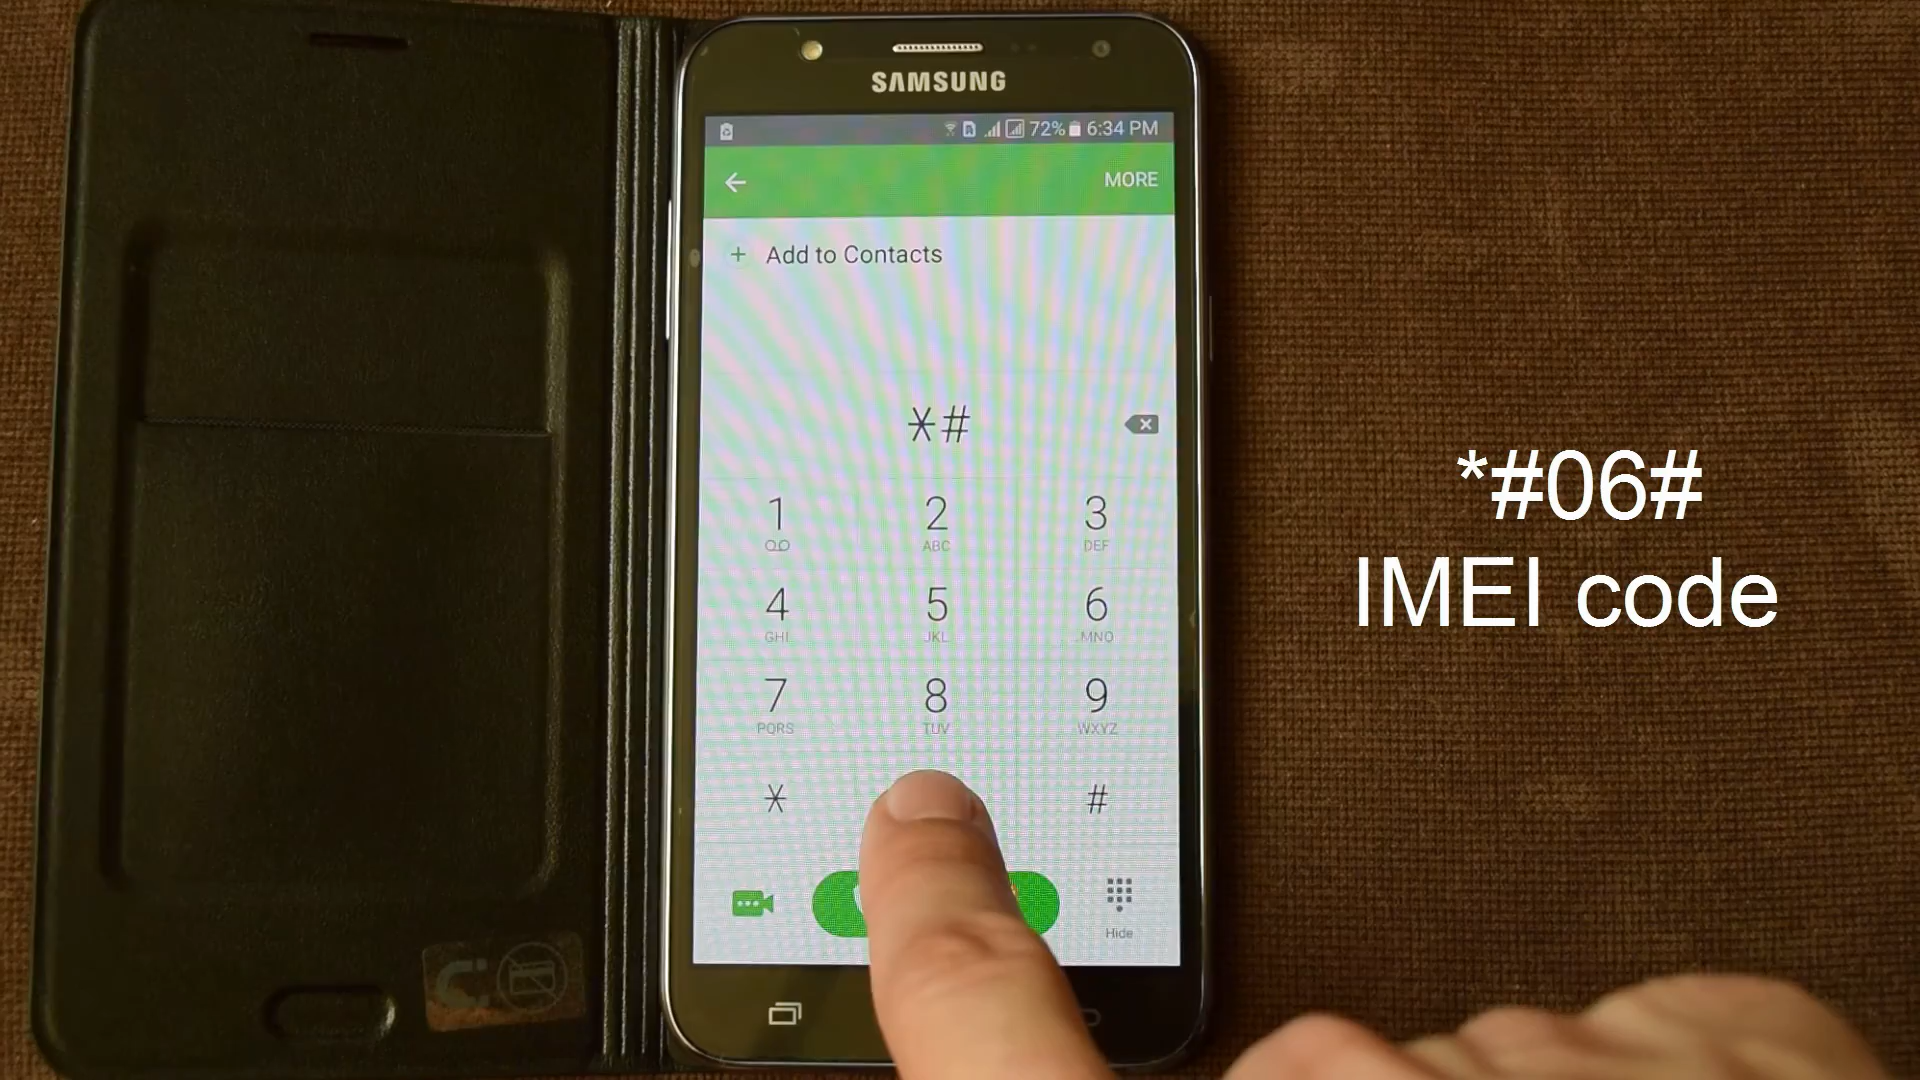 SAMSUNG
72% 6:34 PM
MORE
+ Add to Contacts
*#
1 2 3
ABC DEF
4 5 6
GHI JKL MNO
7 8 9
PQRS TUV WXYZ
* #
Hide
*#06#
IMEI code